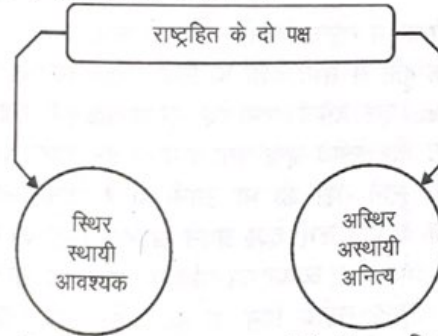 राष्ट्रहित के दो पक्ष
स्थिर
स्थायी
आवश्यक
अस्थिर
अस्थायी
अनित्य